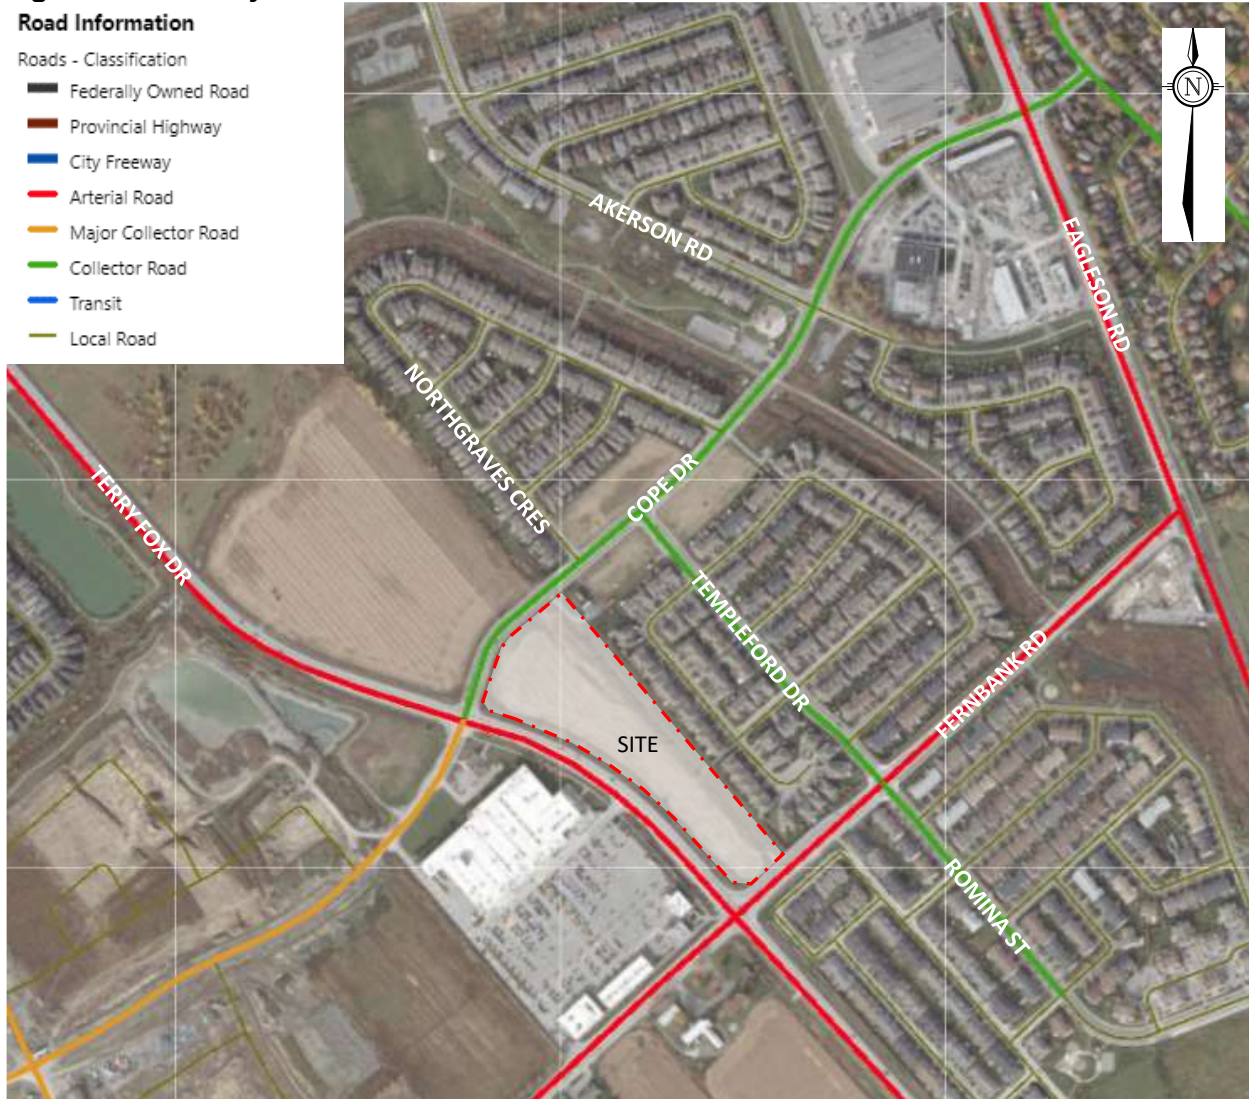 Road Information
Roads - Classification
Federally Owned Road
Provincial Highway
City Freeway
Arterial Road
Major Collector Road
Collector Road
Transit
Local Road
N
AKERSON RD
EAGLESON RD
NORTHGRAVES CRES
COPE DR
TERRY FOX DR
TEMPLEFORD DR
FERNBANK RD
SITE
ROMINA ST